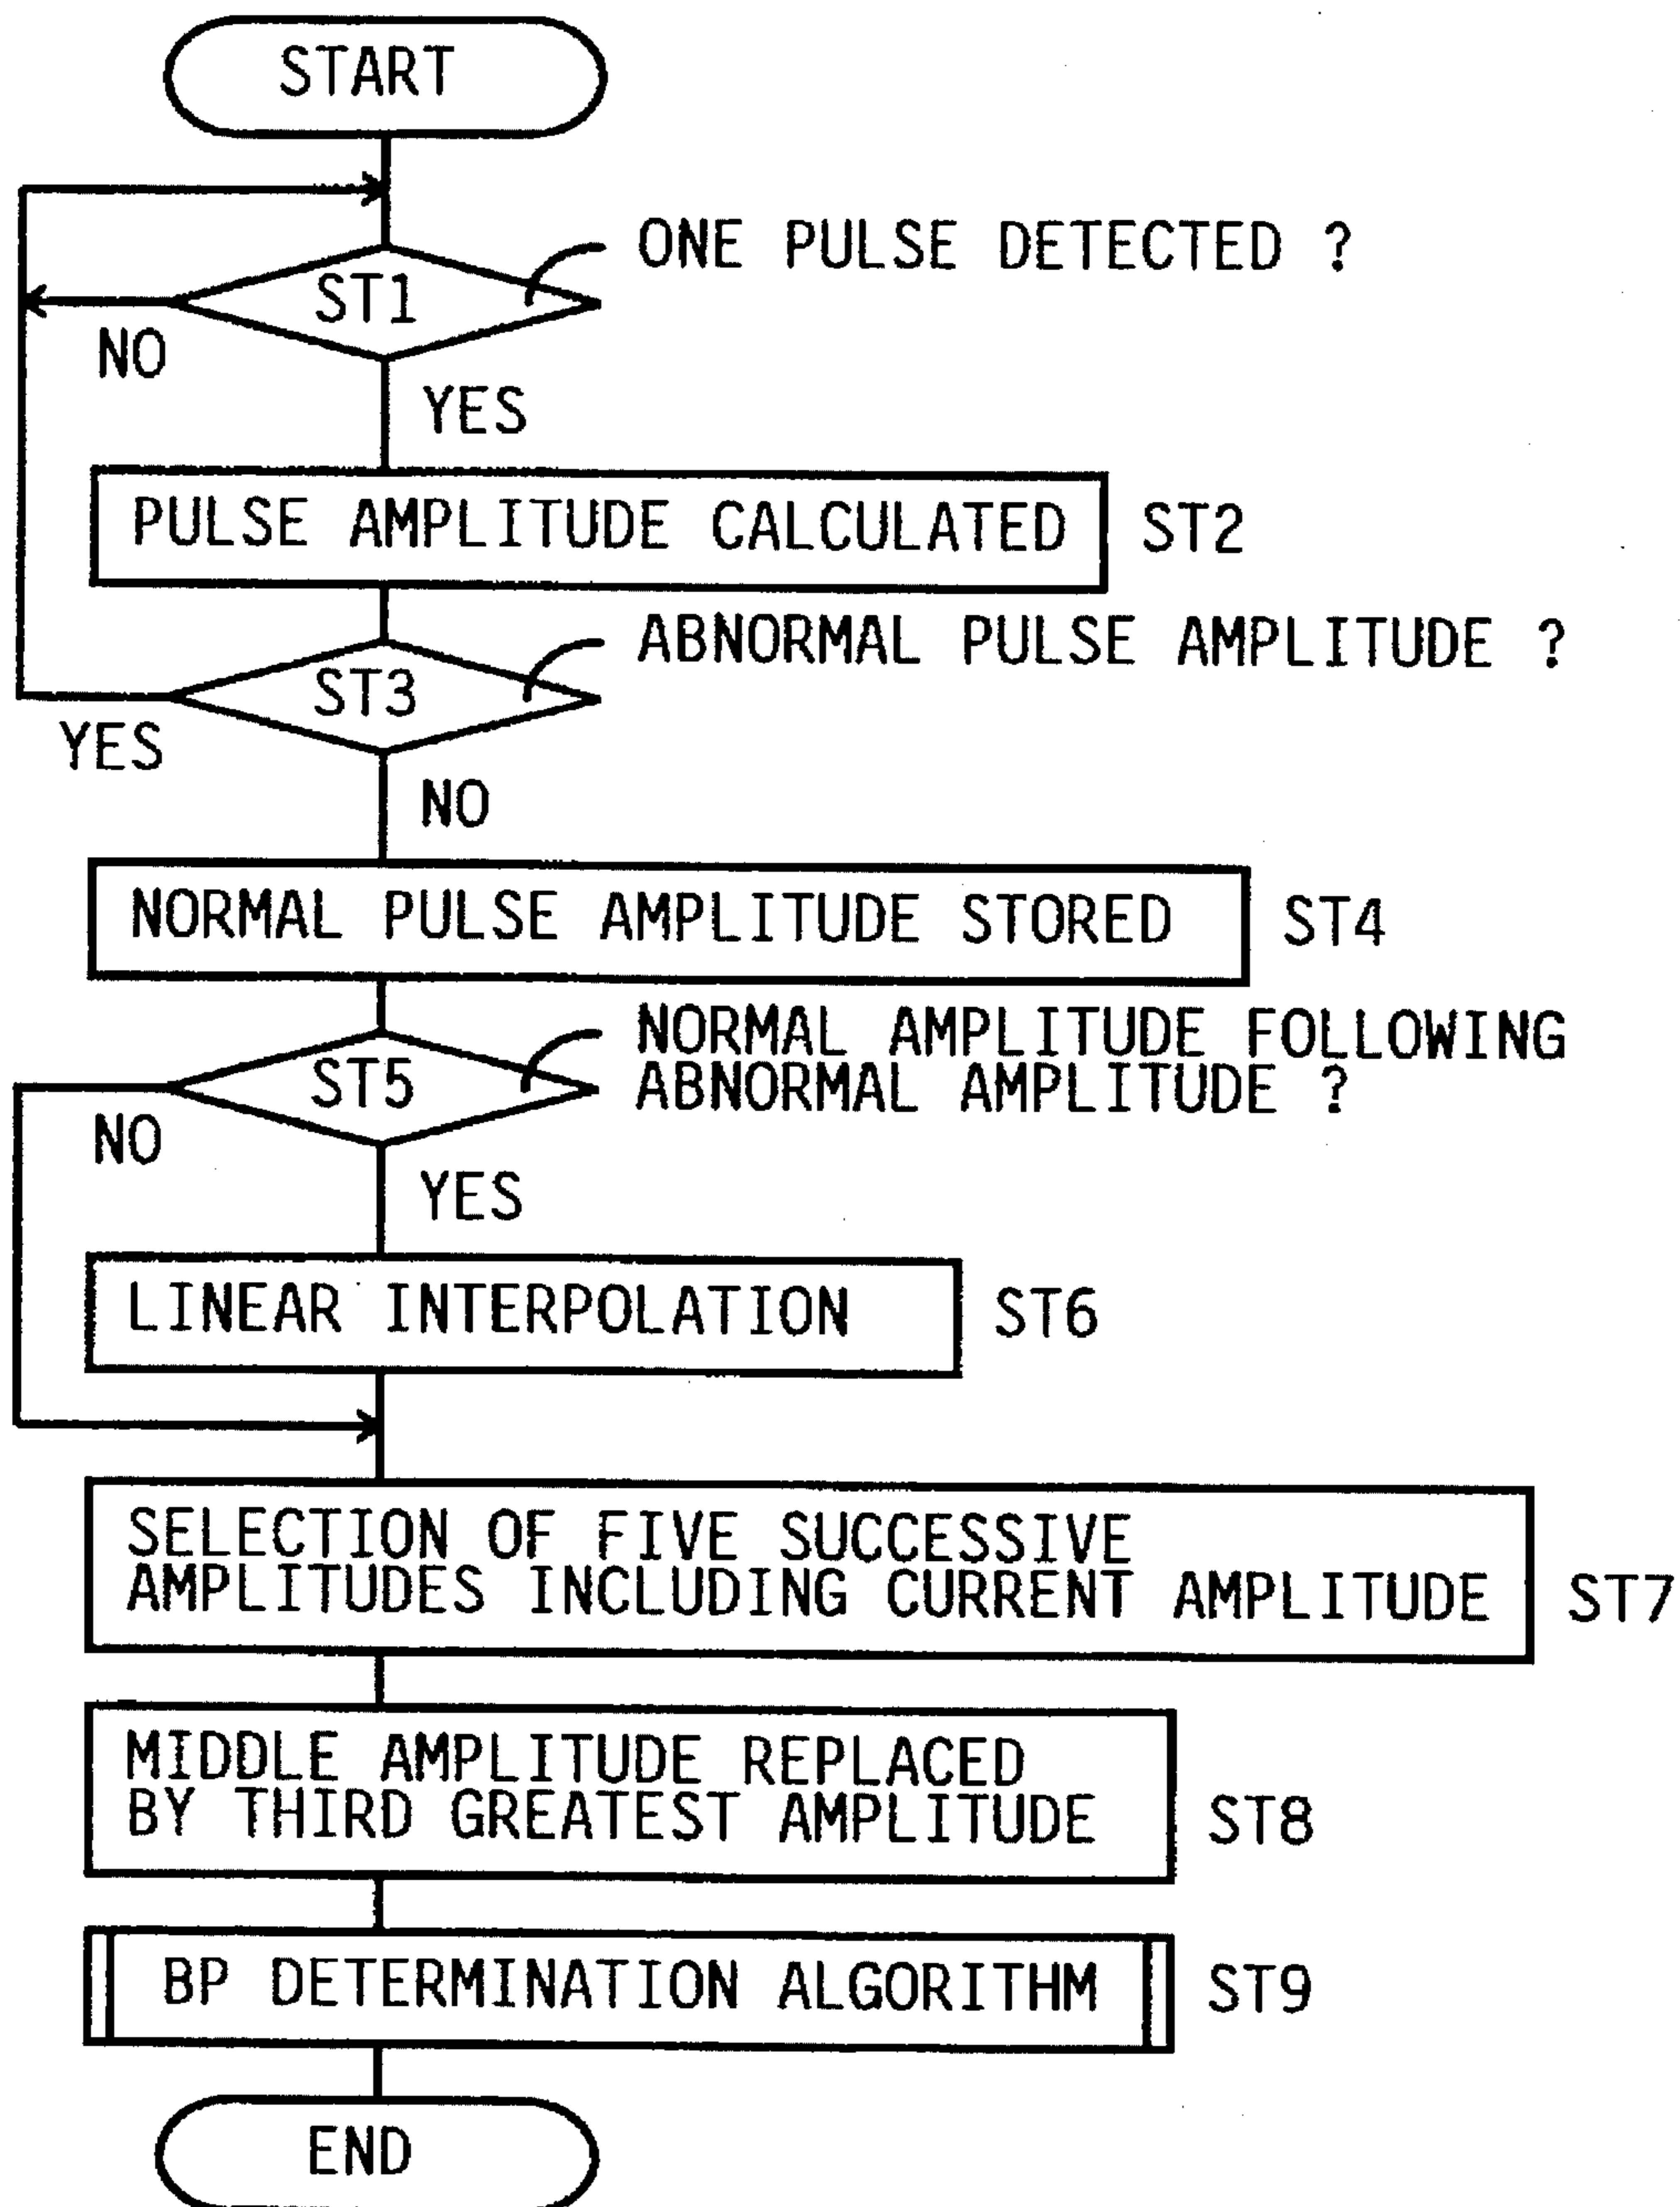 START
ONE PULSE DETECTED ?
ST1
NO
YES
PULSE AMPLITUDE CALCULATED
ST2
ABNORMAL PULSE AMPLITUDE ?
ST3
YES
NO
NORMAL PULSE AMPLITUDE STORED
ST4
NORMAL AMPLITUDE FOLLOWING
ABNORMAL AMPLITUDE ?
ST5
NO
YES
LINEAR INTERPOLATION
ST6
SELECTION OF FIVE SUCCESSIVE
AMPLITUDES INCLUDING CURRENT AMPLITUDE
ST7
MIDDLE AMPLITUDE REPLACED
BY THIRD GREATEST AMPLITUDE
ST8
BP DETERMINATION ALGORITHM
ST9
END